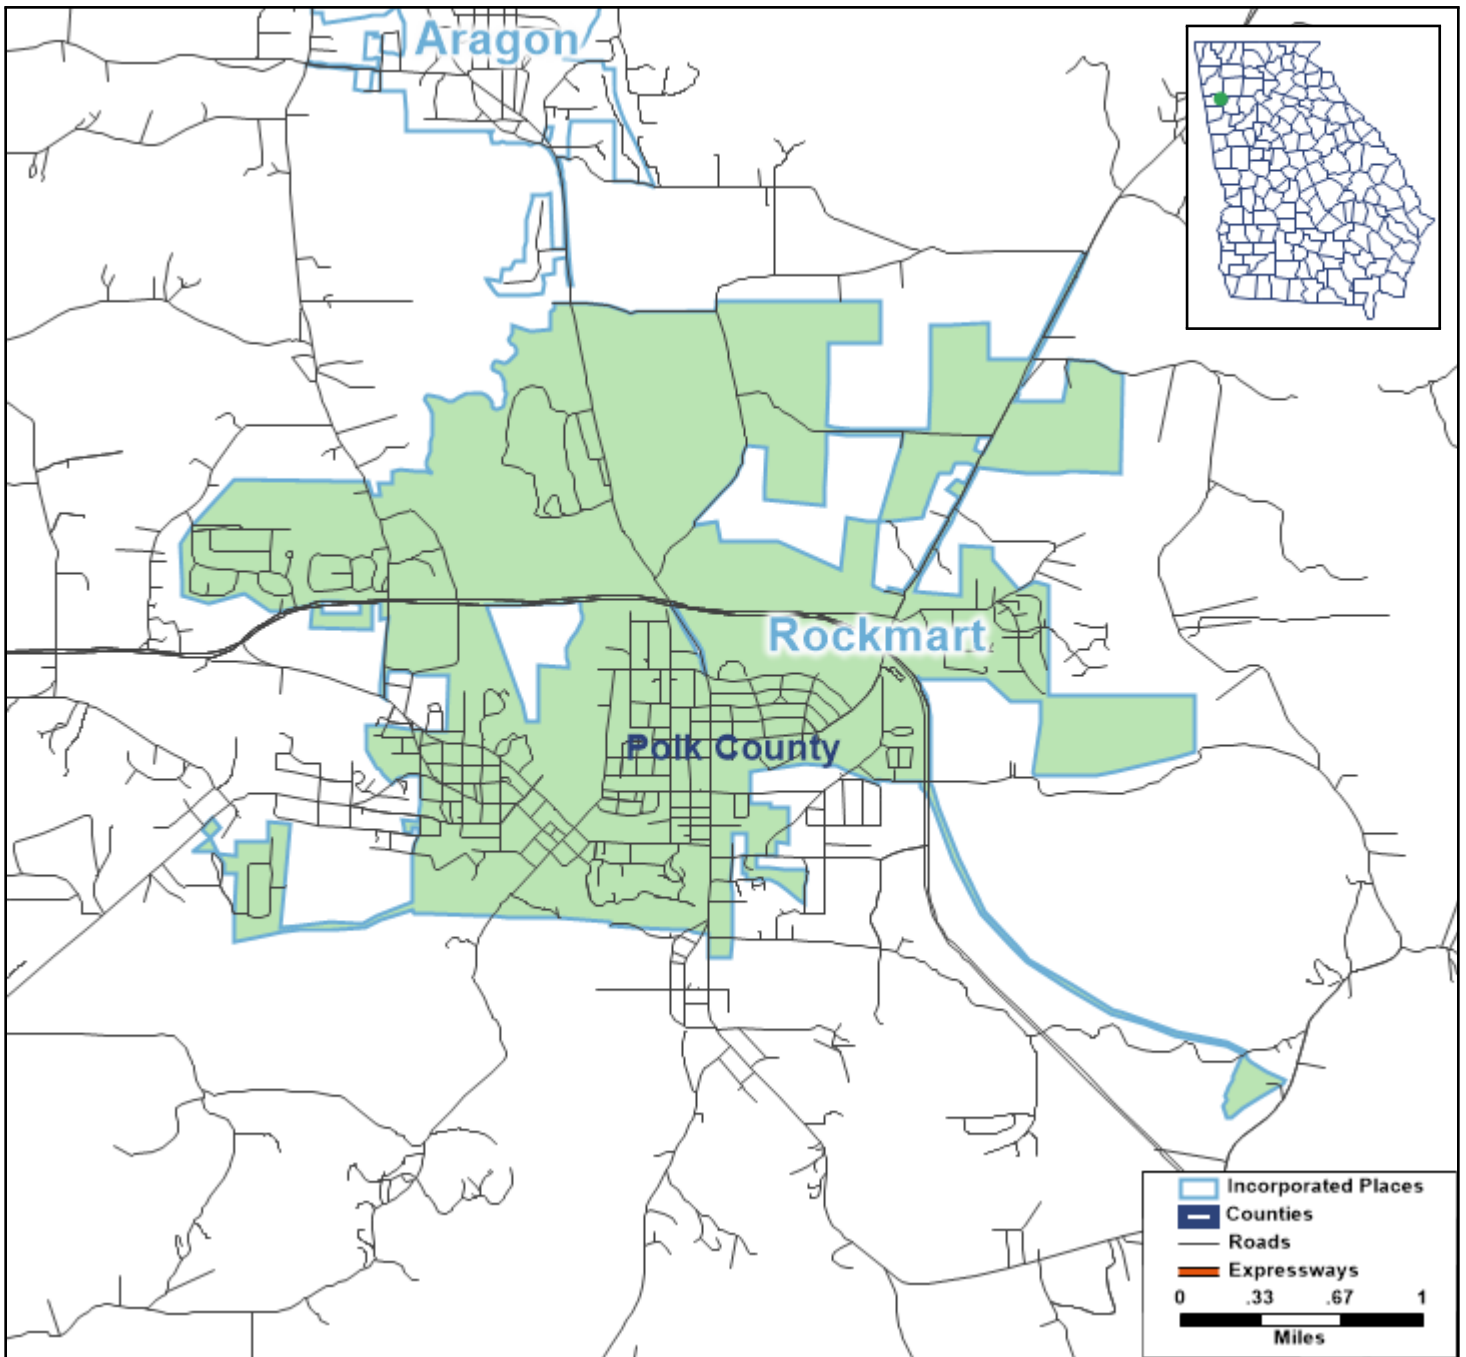 Aragon
Rockmart
Polk County
Incorporated Places
Counties
Roads
Expressways
0 .33 .67 1
Miles